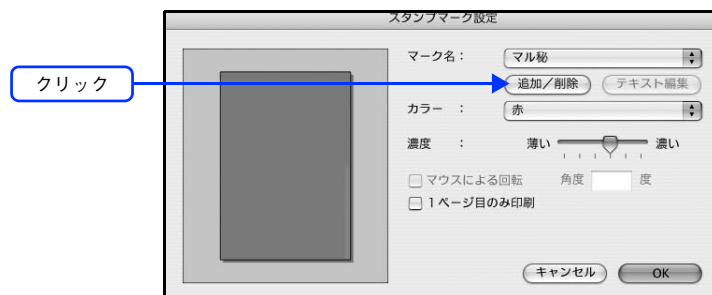 スタンプマーク設定
マーク名： マル秘
クリック
追加／削除 テキスト編集
カラー ： 赤
濃度 ： 薄い 濃い
マウスによる回転 角度 度
1ページ目のみ印刷
キャンセル OK